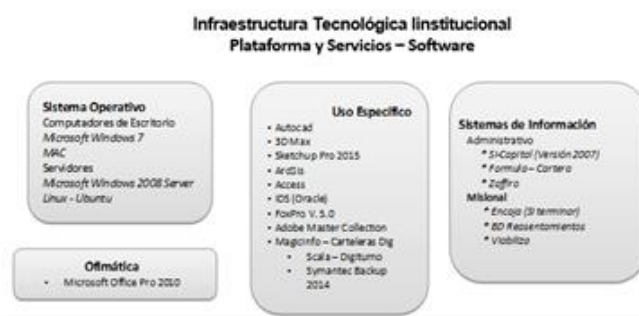 Infraestructura Tecnológica Iinstitucional
Plataforma y Servicios – Software
Sistema Operativo
Computadores de Escritorio
Microsoft Windows 7
MAC
Servidores
Microsoft Windows 2008 Server
Linux - Ubuntu
Ofimática
• Microsoft Office Pro 2010
Uso Especifico
• Autocad
• 3D Max
• Sketchup Pro 2015
• ArcGis
• Access
• (Oracle)
• FoxPro V. 5.0
• Adobe Master Collection
• MagicInfo – Carteleras Dig
• Scala – Digiturno
• Symantec Backup
2014
Sistemas de Información
Administrativo
* Si-Capital (Versión 2007)
* Formula – Cartera
* Zaffiro
Misional
* Encaja (Si terminar)
* BD Reasentamientos
* Viabiliza